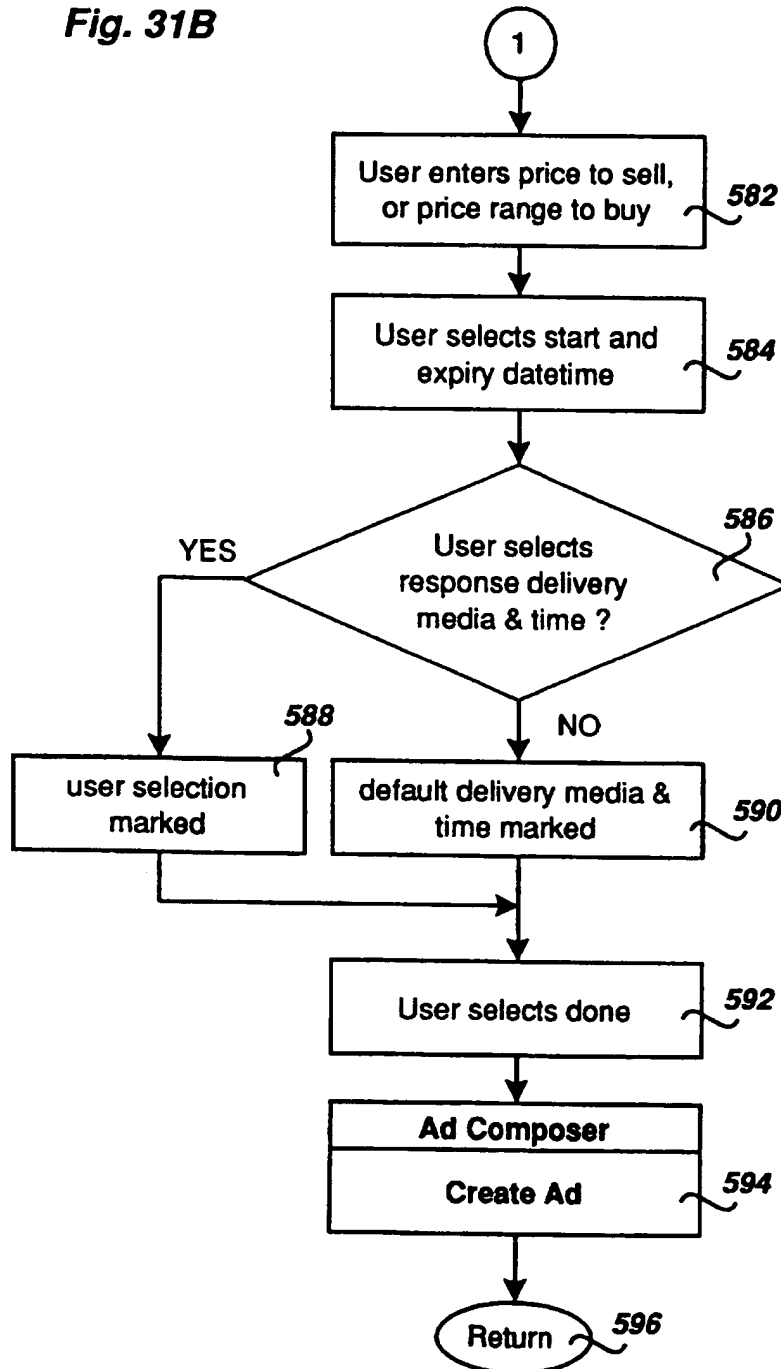 Fig. 31B
1
User enters price to sell,
or price range to buy
582
User selects start and
expiry datetime
584
586
YES
User selects
response delivery
media & time ?
588
NO
user selection
marked
default delivery media &
time marked
590
User selects done
592
Ad Composer
Create Ad
594
Return
596